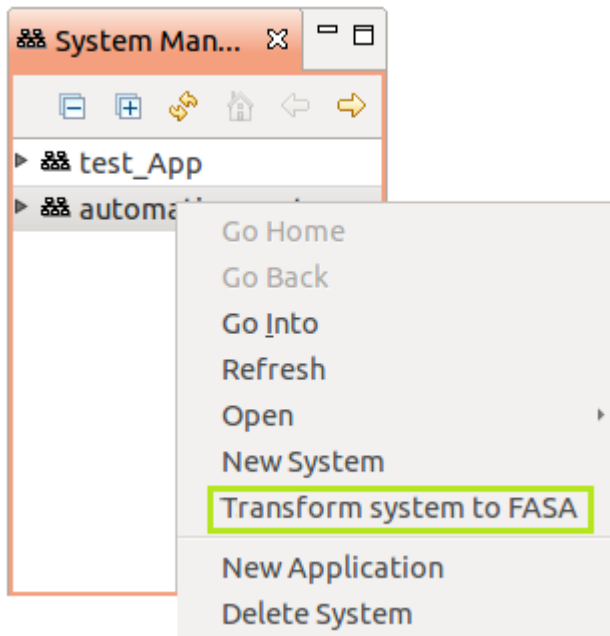 System Man...
test_App
Go Home
Go Back
Go Into
Refresh
Open
New System
Transform system to FASA
New Application
Delete System